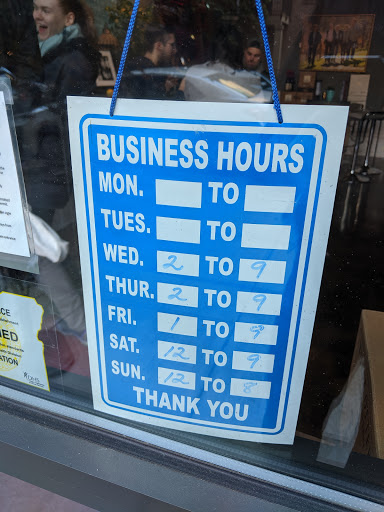 BUSINESS HOURS
MON. TO
TUES. TO
WED. 2 TO 9
THUR. 2 TO 9
FRI. 1 TO 9
SAT. 12 TO 9
SUN. 12 TO 8
THANK YOU